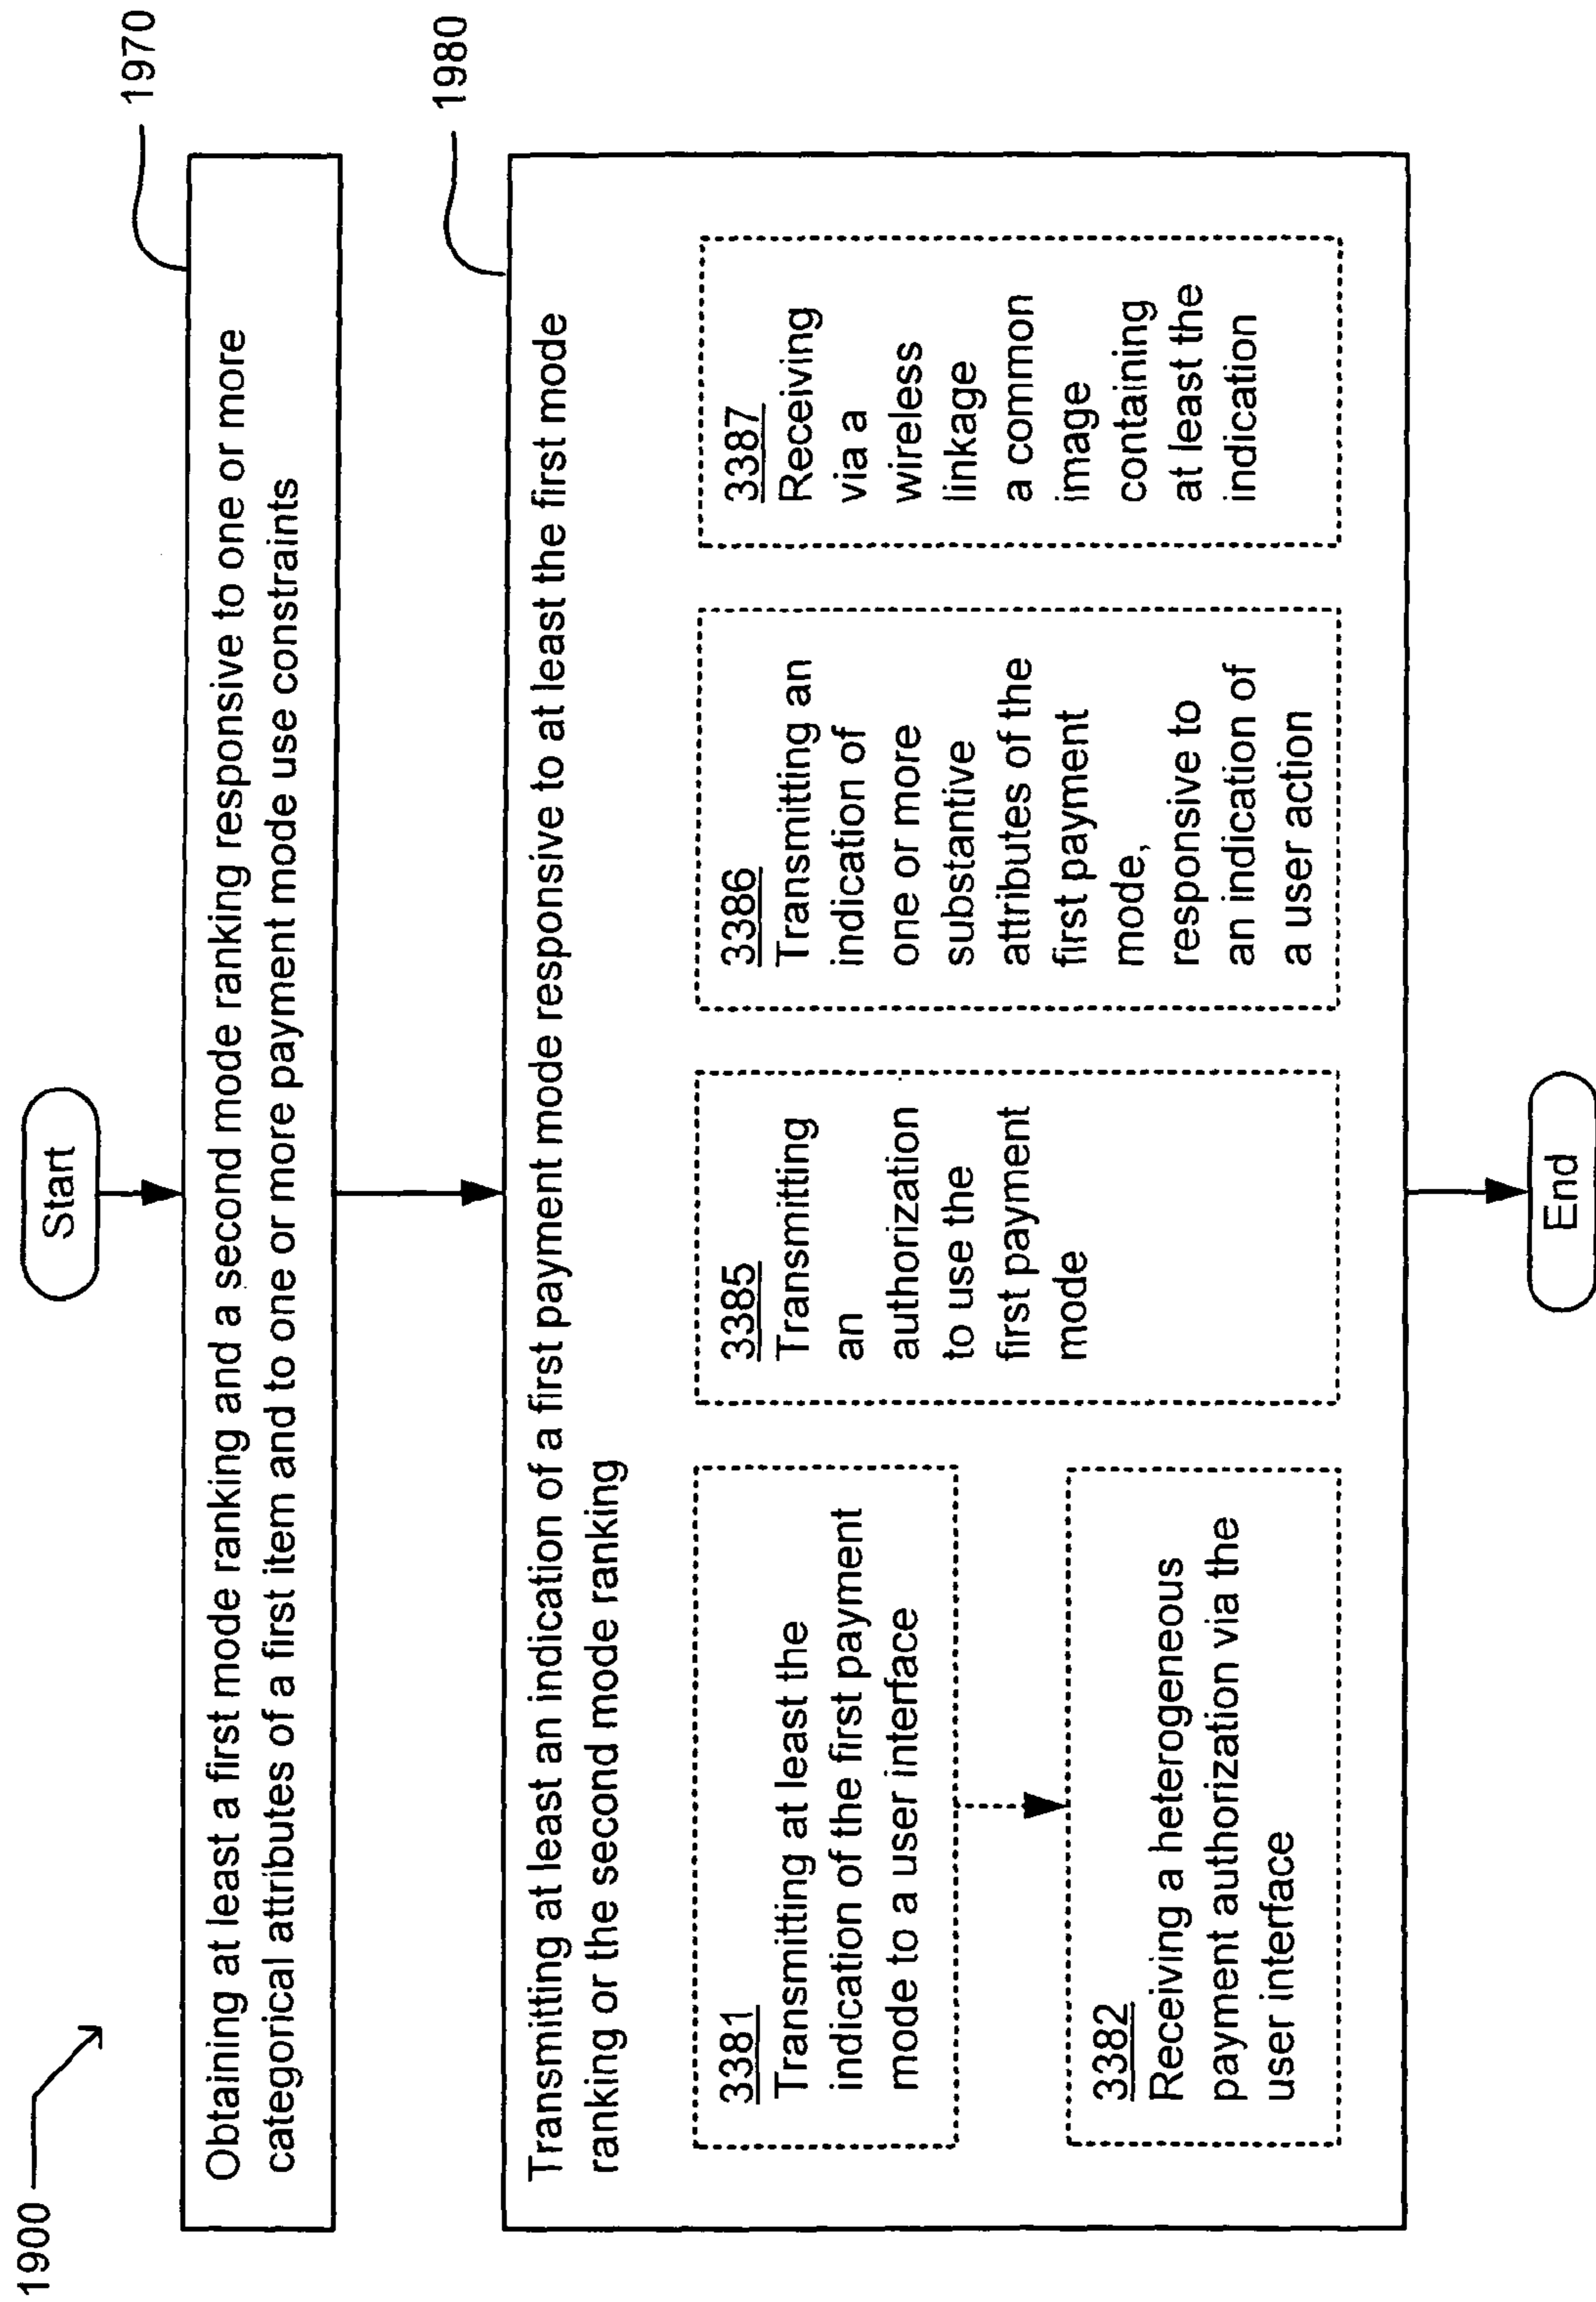 1900
Start
1970
Obtaining at least a first mode ranking and a second mode ranking responsive to one or more
categorical attributes of a first item and to one or more payment mode use constraints
1980
Transmitting at least an indication of a first payment mode responsive to at least the first mode
ranking or the second mode ranking
3381
Transmitting at least the
indication of the first payment
mode to a user interface
3382
Receiving a heterogeneous
payment authorization via the
user interface
3385
Transmitting
an
authorization
to use the
first payment
mode
3386
Transmitting an
indication of
one or more
substantive
attributes of the
first payment
mode,
responsive to
an indication of
a user action
3387
Receiving
via a
wireless
linkage
a common
image
containing
at least the
indication
End